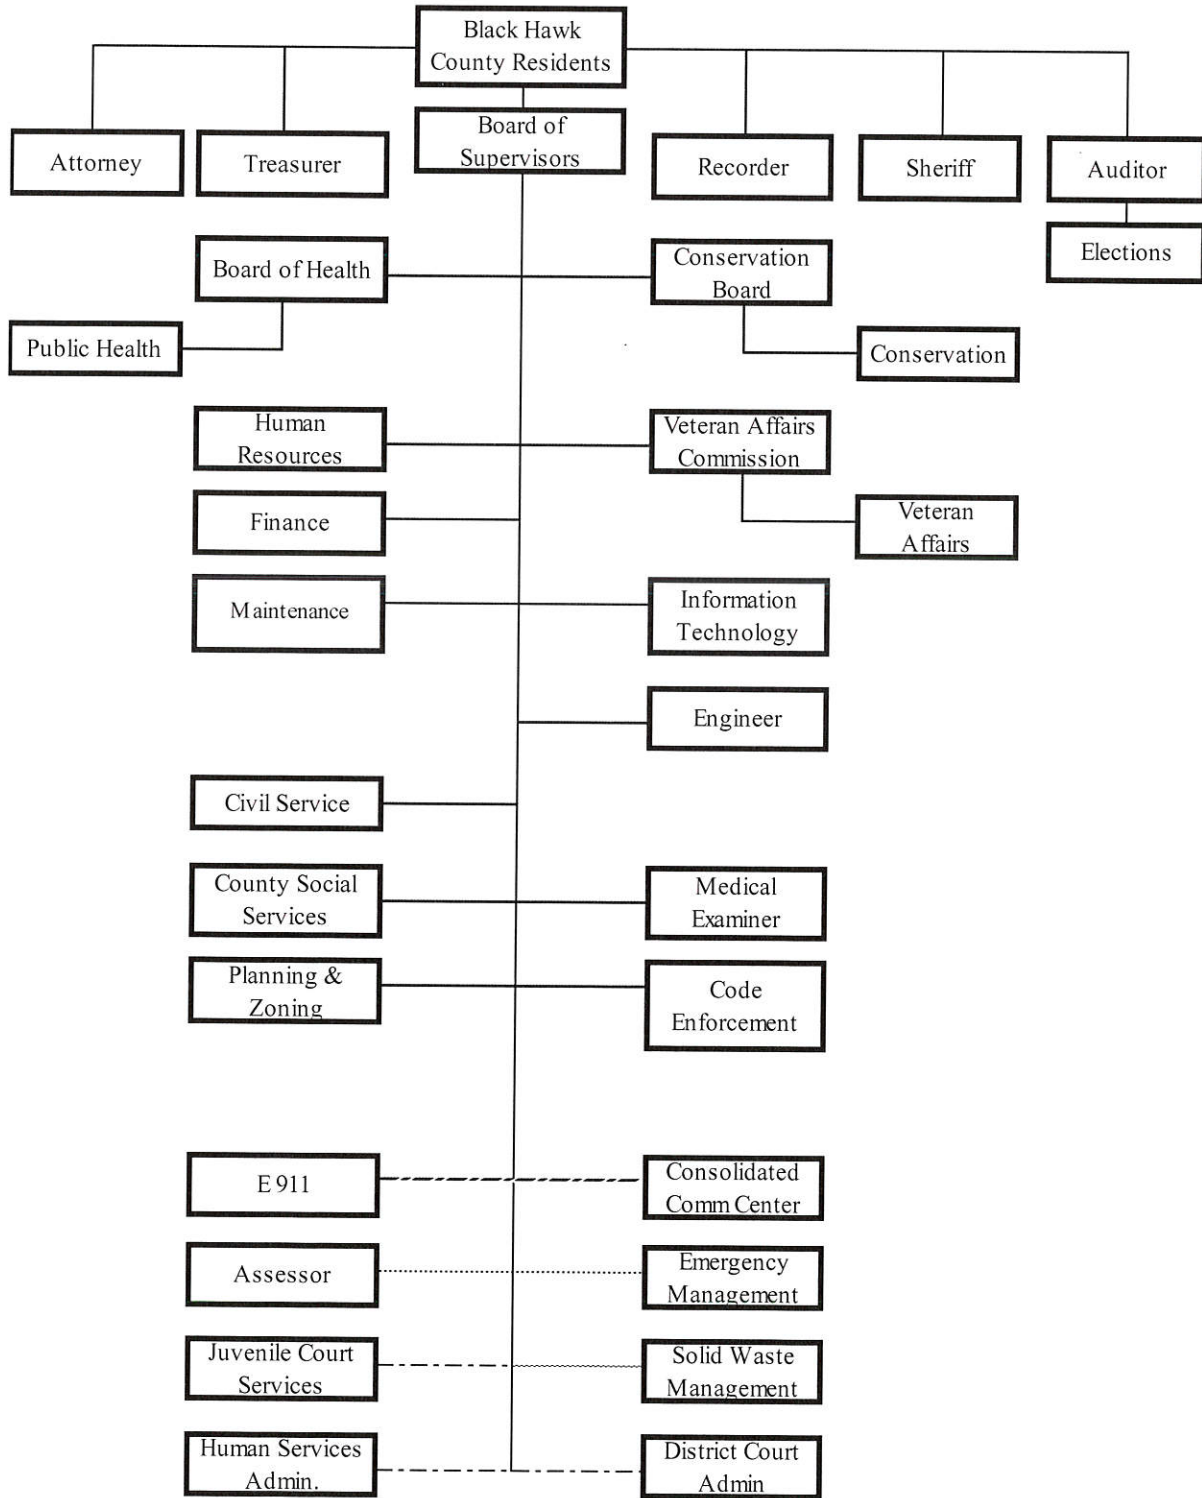 Black Hawk
County Residents
Board of
Supervisors
Attorney
Treasurer
Recorder
Sheriff
Auditor
Elections
Board of Health
Conservation
Board
Public Health
Conservation
Human
Resources
Veteran Affairs
Commission
Finance
Veteran
Affairs
Maintenance
Information
Technology
Engineer
Civil Service
County Social
Services
Medical
Examiner
Planning &
Zoning
Code
Enforcement
E 911
Consolidated
Comm Center
Assessor
Emergency
Management
Juvenile Court
Services
Solid Waste
Management
Human Services
Admin.
District Court
Admin